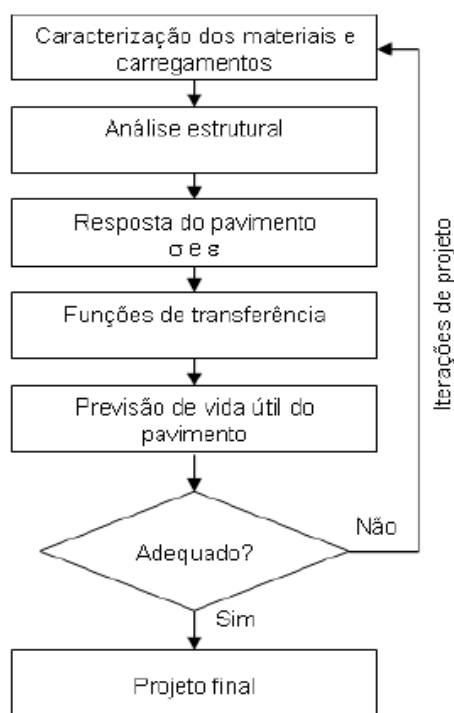 Caracterização dos materiais e
carregamentos
Análise estrutural
Resposta do pavimento
σ e ε
Funções de transferência
Previsão de vida útil do
pavimento
Adequado?
Não
Iterações de projeto
Sim
Projeto final